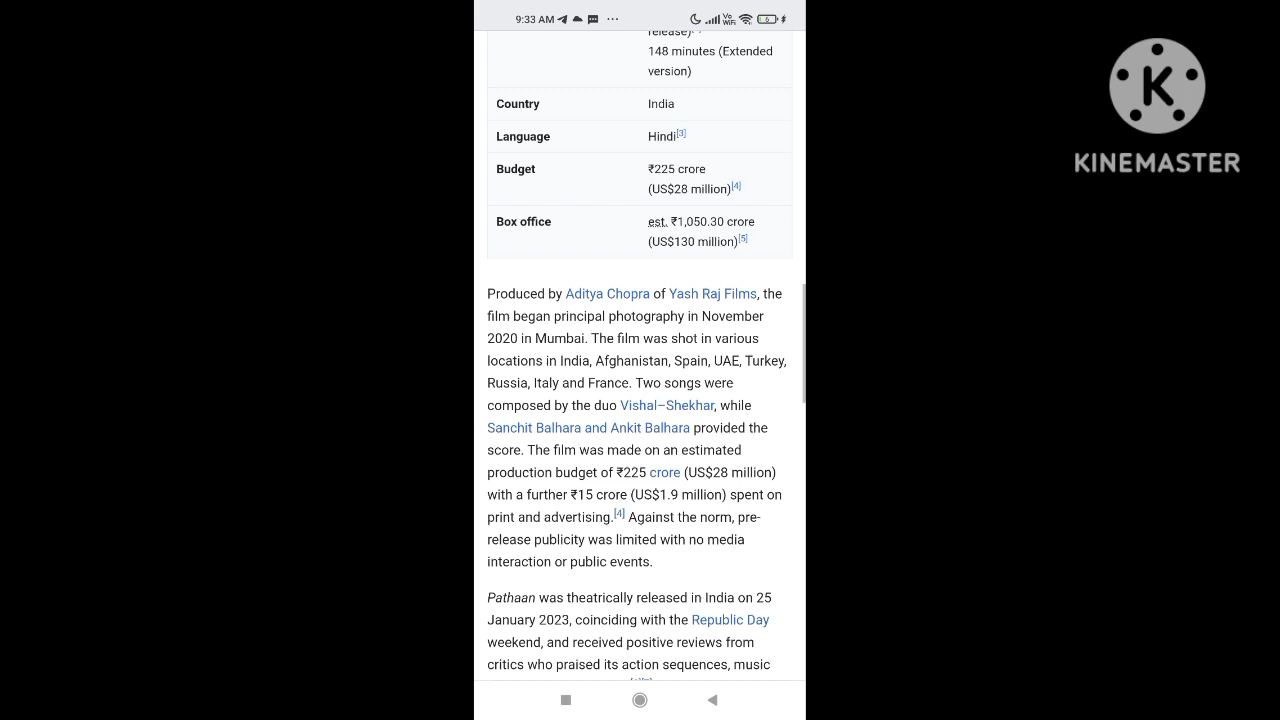 9:33 AM
Vo
WiFi
6
release)
148 minutes (Extended
version)
Country India
Language Hindi[3]
Budget ₹225 crore
(US$28 million)[4]
Box office est. ₹1,050.30 crore
(US$130 million)[5]
Produced by Aditya Chopra of Yash Raj Films, the
film began principal photography in November
2020 in Mumbai. The film was shot in various
locations in India, Afghanistan, Spain, UAE, Turkey,
Russia, Italy and France. Two songs were
composed by the duo Vishal–Shekhar, while
Sanchit Balhara and Ankit Balhara provided the
score. The film was made on an estimated
production budget of ₹225 crore (US$28 million)
with a further ₹15 crore (US$1.9 million) spent on
print and advertising.[4] Against the norm, pre-
release publicity was limited with no media
interaction or public events.
Pathaan was theatrically released in India on 25
January 2023, coinciding with the Republic Day
weekend, and received positive reviews from
critics who praised its action sequences, music
K
KINEMASTER